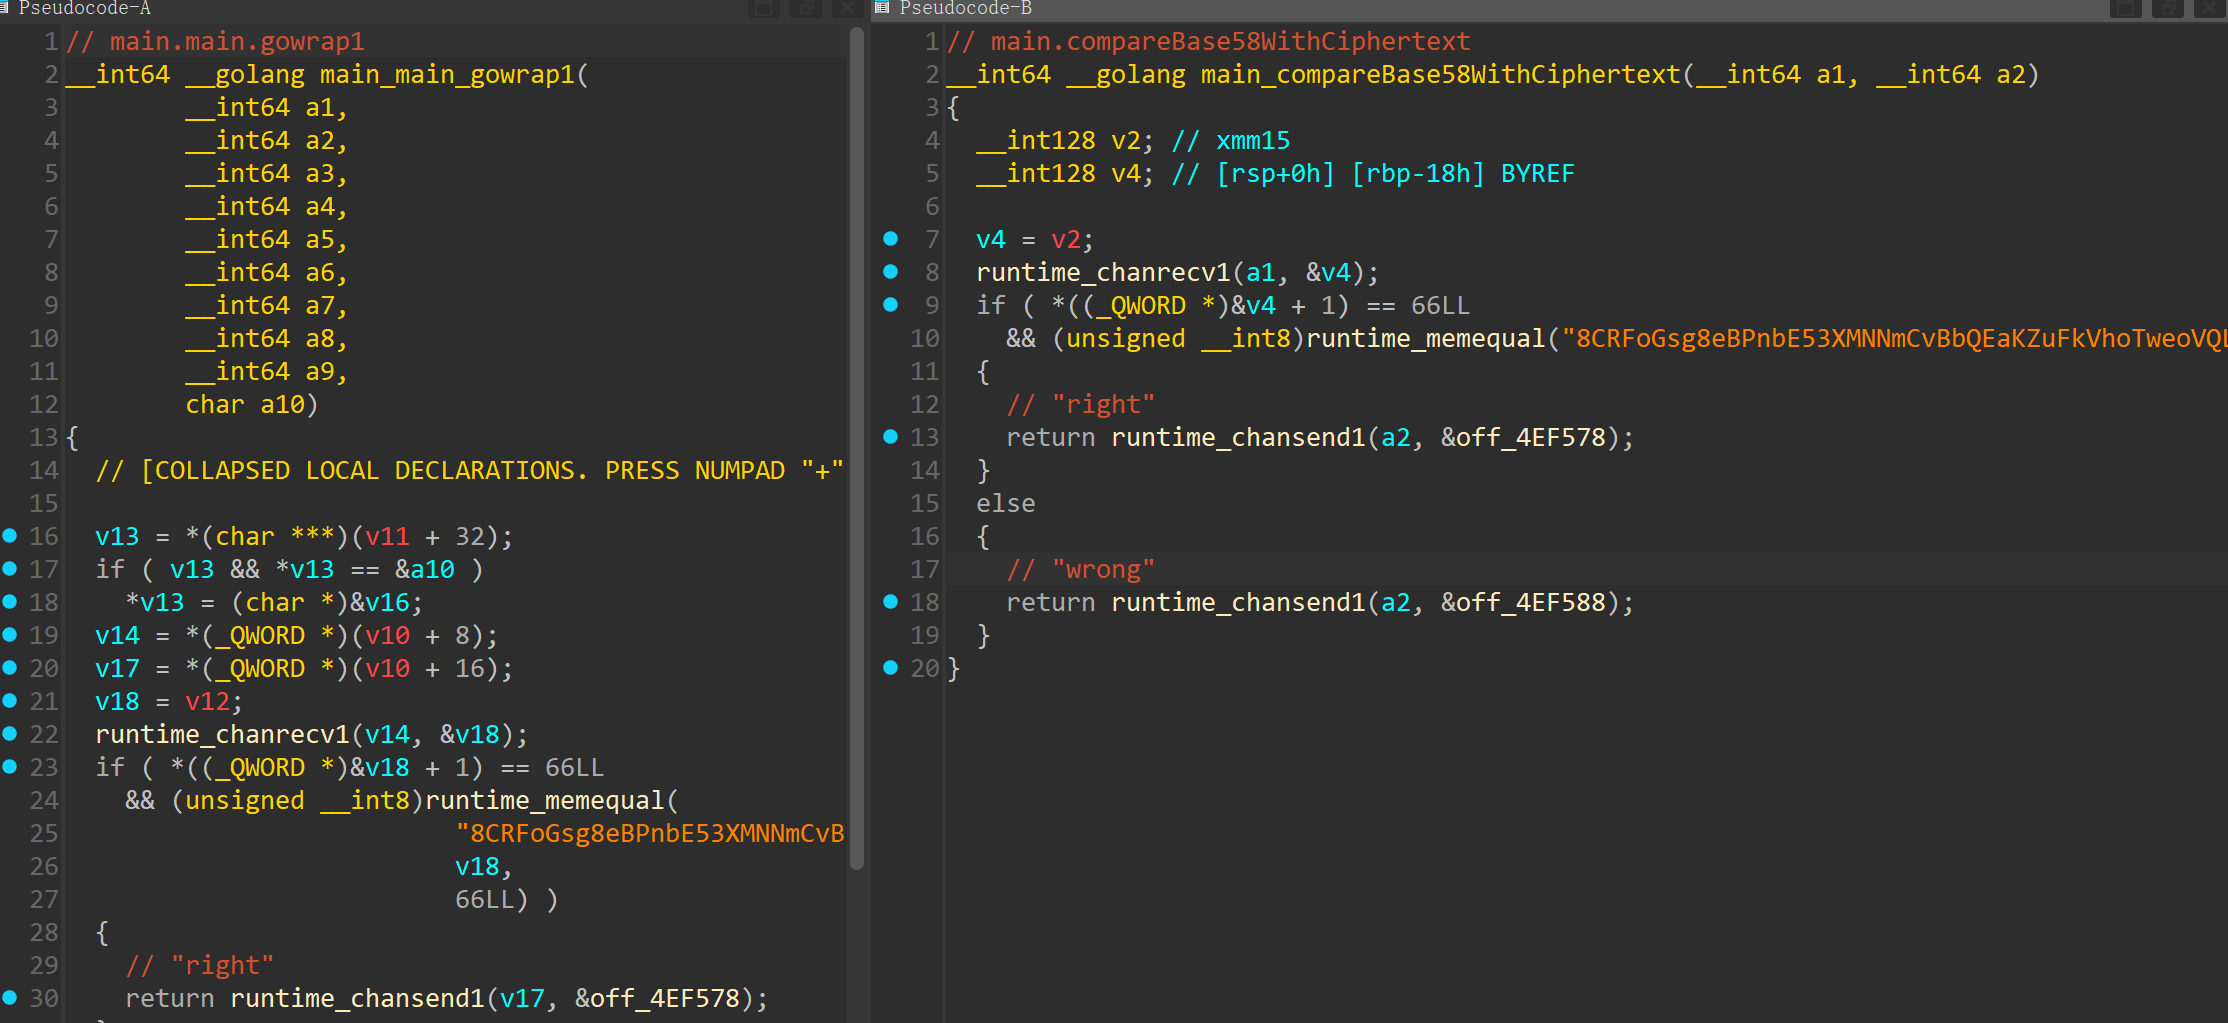 Pseudocode-A
1 // main.main.gowrap1
2 __int64 __golang main_main_gowrap1(
3         __int64 a1,
4         __int64 a2,
5         __int64 a3,
6         __int64 a4,
7         __int64 a5,
8         __int64 a6,
9         __int64 a7,
10         __int64 a8,
11         __int64 a9,
12         char a10)
13 {
14   // [COLLAPSED LOCAL DECLARATIONS. PRESS NUMPAD "+"
15
16   v13 = *(char ***)(v11 + 32);
17   if ( v13 && *v13 == &a10 )
18     *v13 = (char *)&v16;
19   v14 = *(_QWORD *)(v10 + 8);
20   v17 = *(_QWORD *)(v10 + 16);
21   v18 = v12;
22   runtime_chanrecv1(v14, &v18);
23   if ( *((_QWORD *)&v18 + 1) == 66LL
24     && (unsigned __int8)runtime_memequal(
25                           "8CRFoGsg8eBPnbE53XMNNmCvB
26                           v18,
27                           66LL) )
28   {
29     // "right"
30     return runtime_chansend1(v17, &off_4EF578);
Pseudocode-B
1 // main.compareBase58WithCiphertext
2 __int64 __golang main_compareBase58WithCiphertext(__int64 a1, __int64 a2)
3 {
4   __int128 v2; // xmm15
5   __int128 v4; // [rsp+0h] [rbp-18h] BYREF
6
7   v4 = v2;
8   runtime_chanrecv1(a1, &v4);
9   if ( *((_QWORD *)&v4 + 1) == 66LL
10     && (unsigned __int8)runtime_memequal("8CRFoGsg8eBPnbE53XMNNmCvBbQEaKZuFkVhoTweoVQL
11   {
12     // "right"
13     return runtime_chansend1(a2, &off_4EF578);
14   }
15   else
16   {
17     // "wrong"
18     return runtime_chansend1(a2, &off_4EF588);
19   }
20 }